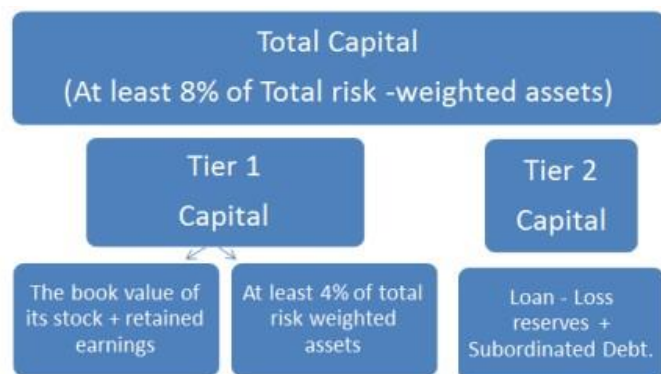 Total Capital
(At least 8% of Total risk -weighted assets)
Tier 1
Capital
Tier 2
Capital
The book value of
its stock + retained
earnings
At least 4% of total
risk weighted
assets
Loan - Loss
reserves +
Subordinated Debt.